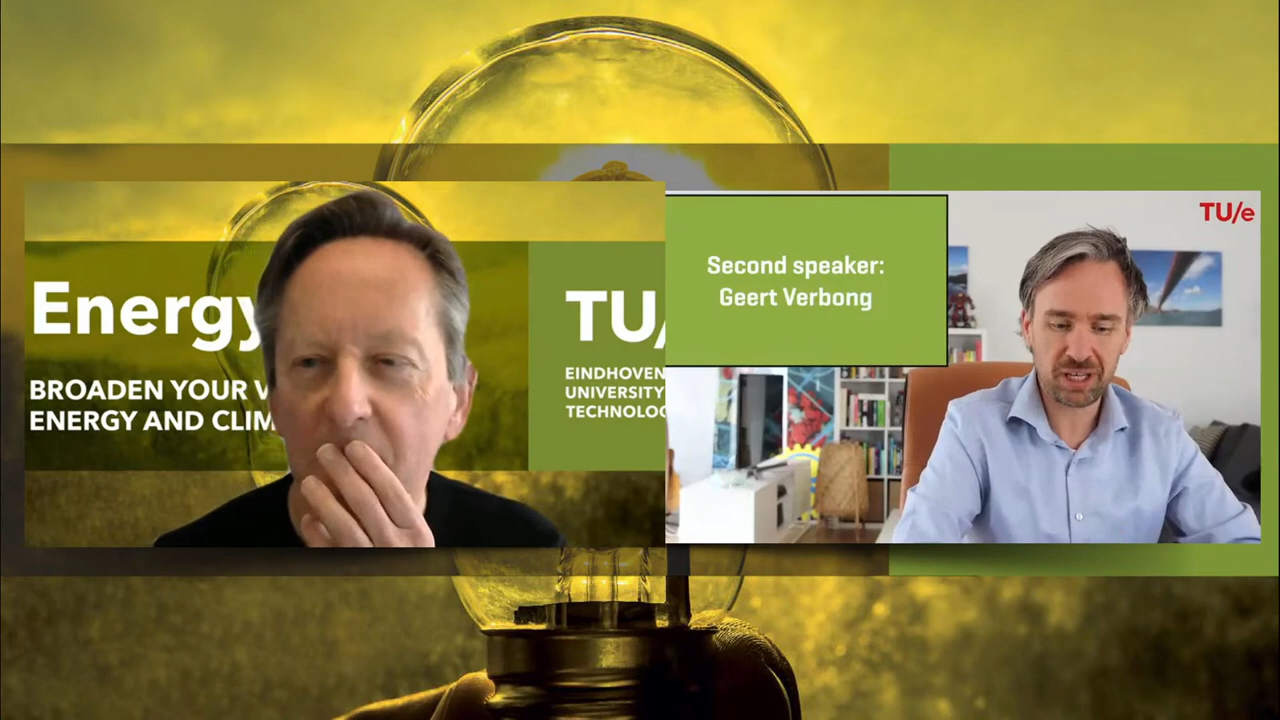 Energy
BROADEN YOUR V
ENERGY AND CLIM
TU/
EINDHOVEN
UNIVERSITY
TECHNOLOG
Second speaker:
Geert Verbong
TU/e